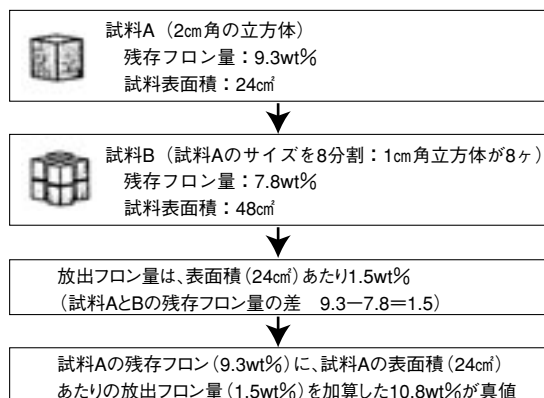 試料A（2cm角の立方体）
残存フロン量：9.3wt%
試料表面積：24c㎡
試料B（試料Aのサイズを8分割：1cm角立方体が8ヶ）
残存フロン量：7.8wt%
試料表面積：48c㎡
放出フロン量は、表面積（24c㎡）あたり1.5wt%
（試料AとBの残存フロン量の差　9.3－7.8＝1.5）
試料Aの残存フロン（9.3wt%）に、試料Aの表面積（24c㎡）
あたりの放出フロン量（1.5wt%）を加算した10.8wt%が真値